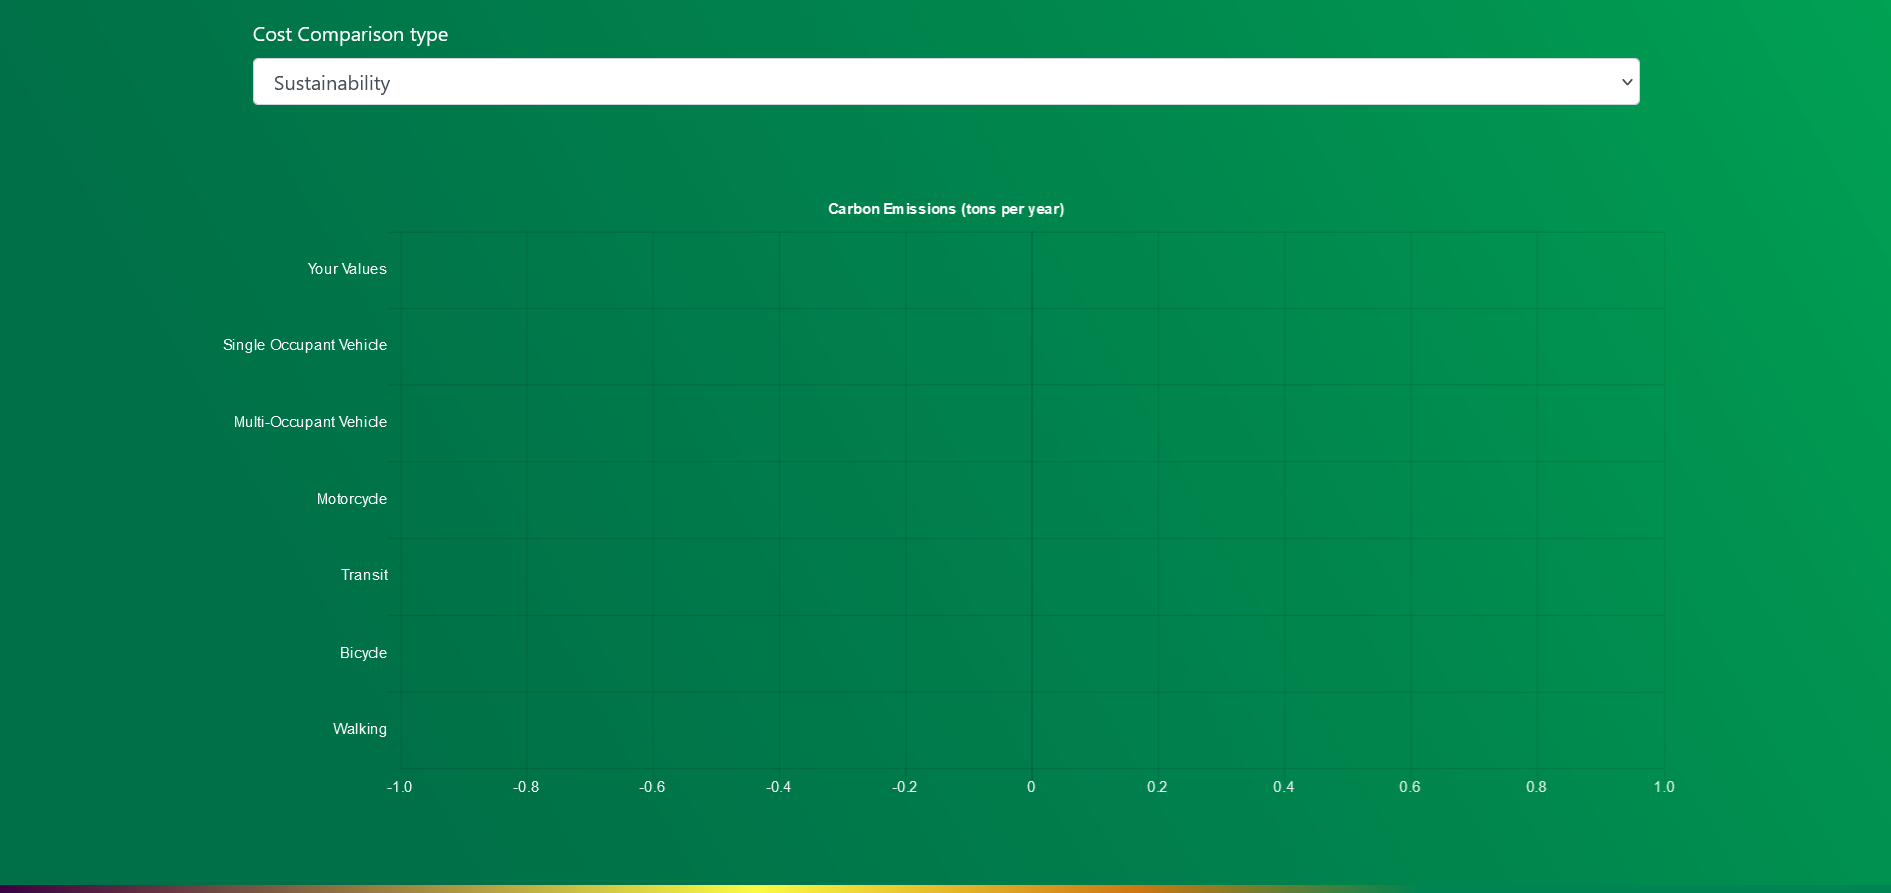 Cost Comparison type
Sustainability
Carbon Emissions (tons per year)
Your Values
Single Occupant Vehicle
Multi-Occupant Vehicle
Motorcycle
Transit
Bicycle
Walking
-1.0 -0.8 -0.6 -0.4 -0.2 0 0.2 0.4 0.6 0.8 1.0